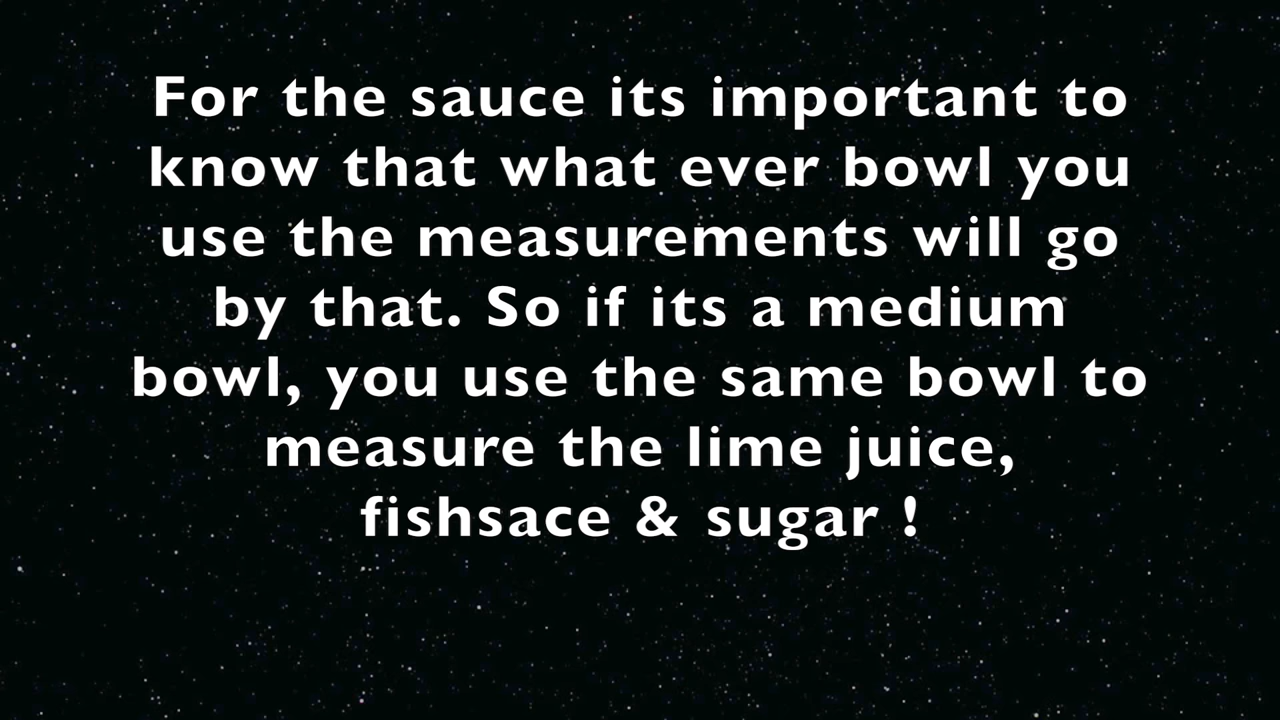 For the sauce its important to
know that what ever bowl you
use the measurements will go
by that. So if its a medium
bowl, you use the same bowl to
measure the lime juice,
fishsace & sugar !